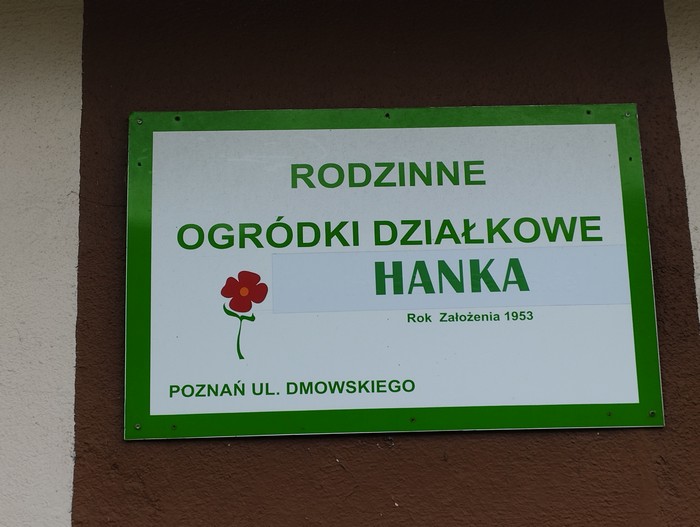 RODZINNE
OGRÓDKI DZIAŁKOWE
HANKA
Rok Założenia 1953
POZNAŃ UL. DMOWSKIEGO